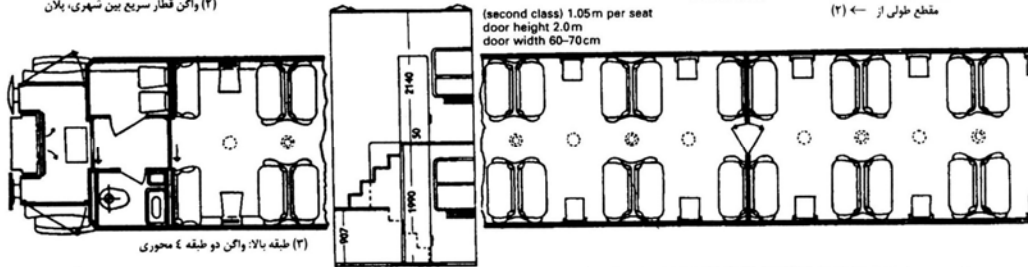 (۲) واگن قطار سریع بین شهری، پلان
(second class) 1.05m per seat
door height 2.0m
door width 60–70cm
مقطع طولی از ← (۲)
2140
50
1990
907
(۳) طبقه بالا: واگن دو طبقه ٤ محوری